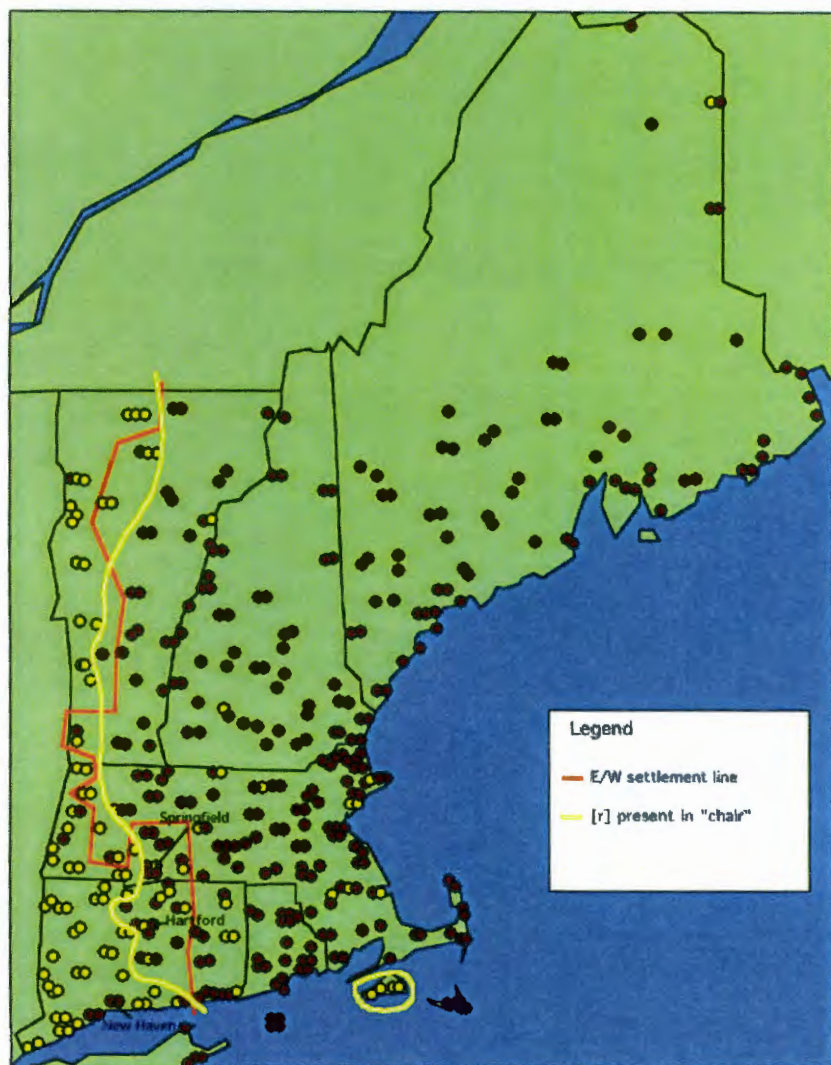 Springfield
Hartford
New Haven
Legend
E/W settlement line
[r] present in "chair"